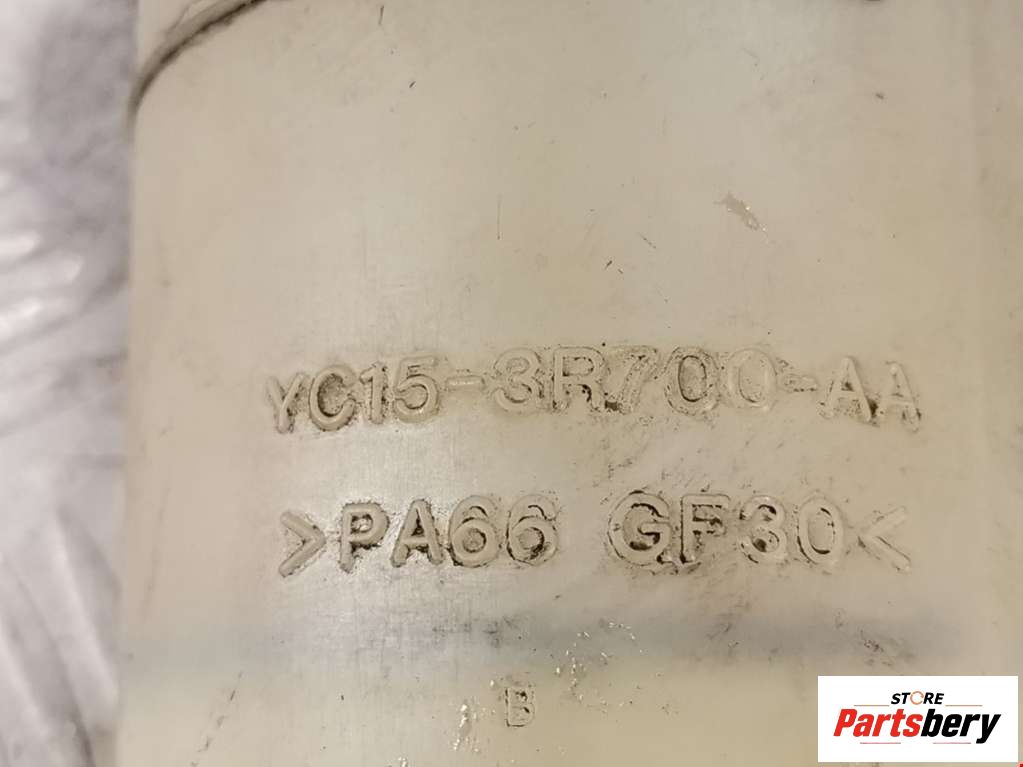 YC15-3R700-AA
>PA66 GF30<
B
STORE
Partsbery